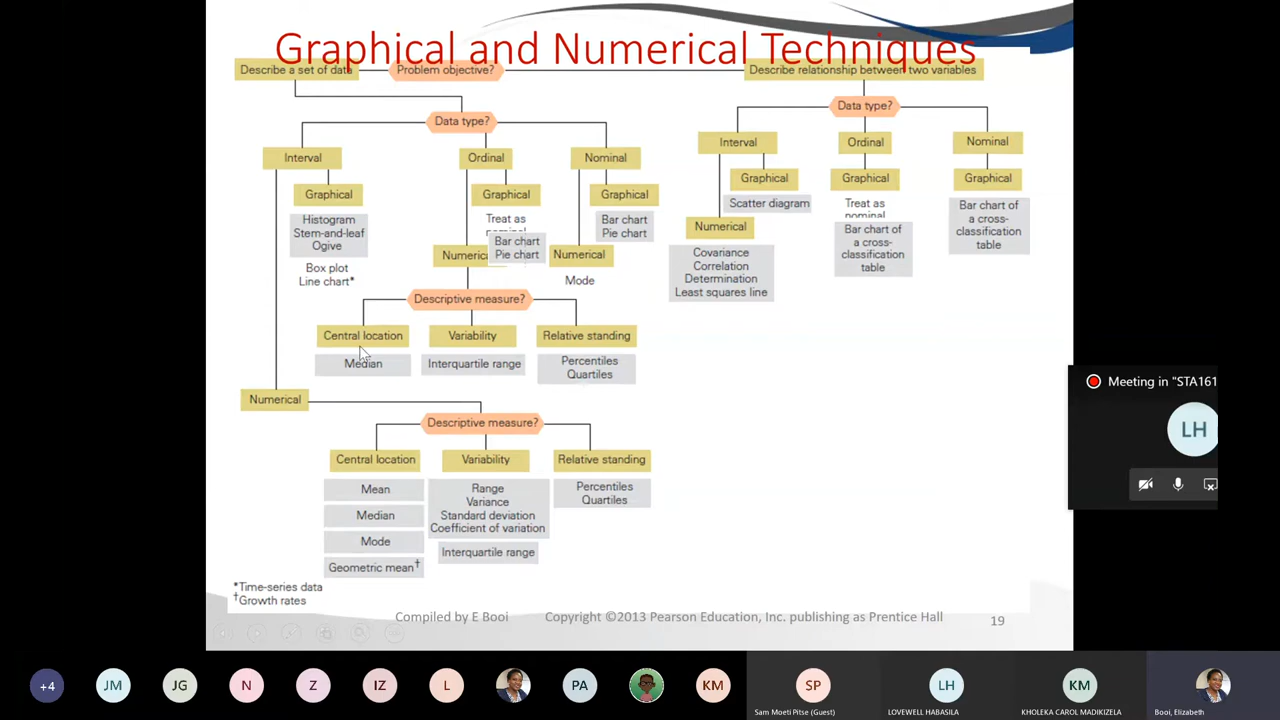 Graphical and Numerical Techniques
Describe a set of data
Problem objective?
Describe relationship between two variables
Data type?
Interval
Ordinal
Nominal
Graphical
Graphical
Graphical
Histogram
Stem-and-leaf
Ogive
Box plot
Line chart*
Treat as
nominal
Bar chart
Pie chart
Bar chart
Pie chart
Numerical
Numerical
Mode
Descriptive measure?
Central location
Variability
Relative standing
Median
Interquartile range
Percentiles
Quartiles
Numerical
Descriptive measure?
Central location
Variability
Relative standing
Mean
Median
Mode
Geometric mean†
Range
Variance
Standard deviation
Coefficient of variation
Interquartile range
Percentiles
Quartiles
*Time-series data
†Growth rates
Data type?
Interval
Ordinal
Nominal
Graphical
Graphical
Graphical
Scatter diagram
Treat as
nominal
Bar chart of
a cross-
classification
table
Bar chart of
a cross-
classification
table
Numerical
Covariance
Correlation
Determination
Least squares line
Compiled by E Booi
Copyright ©2013 Pearson Education, Inc. publishing as Prentice Hall
19
Meeting in "STA161
LH
+4
JM
JG
N
Z
IZ
L
PA
KM
SP
Sam Moeti Pitse (Guest)
LH
LOVEWELL HABASILA
KM
KHOLEKA CAROL MADIKIZELA
Booi, Elizabeth